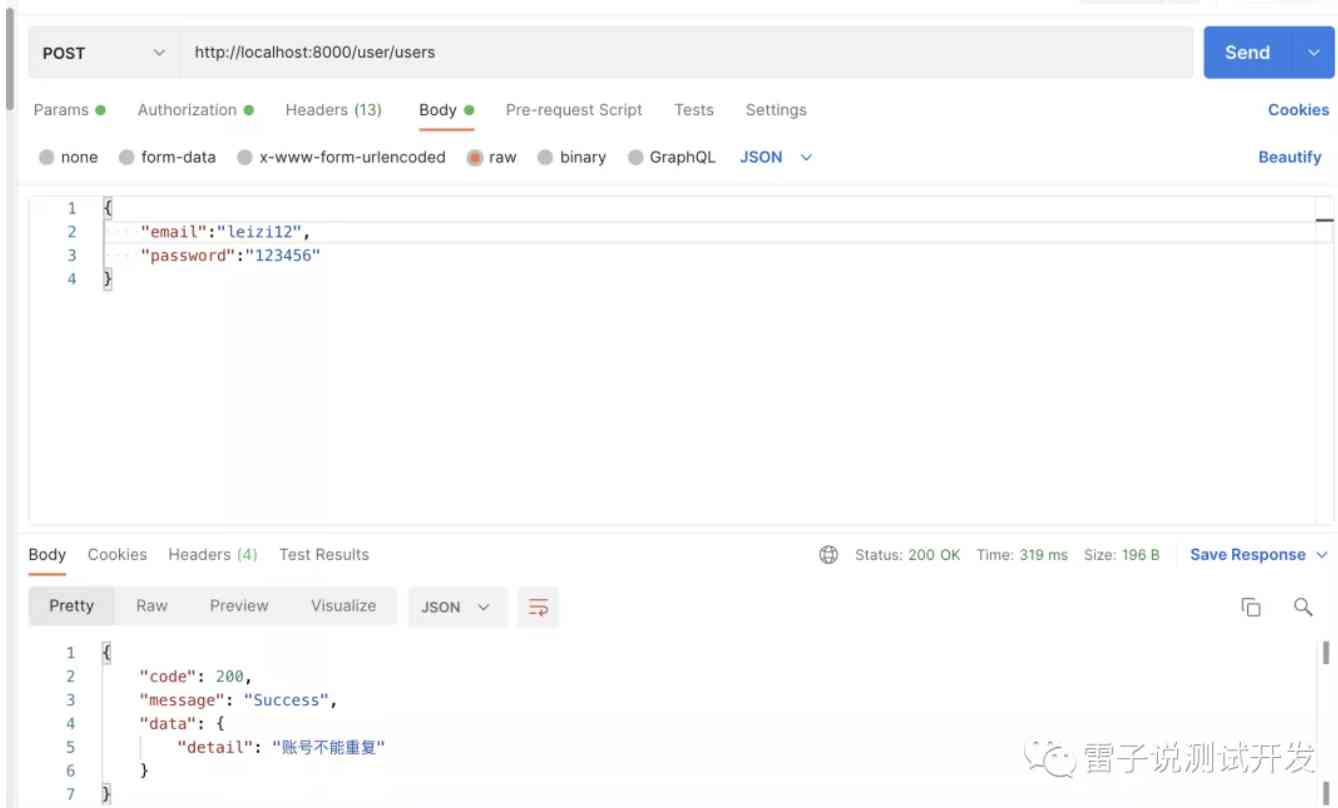 POST http://localhost:8000/user/users Send
Params Authorization Headers (13) Body Pre-request Script Tests Settings Cookies
none form-data x-www-form-urlencoded raw binary GraphQL JSON Beautify
1 {
2 "email":"leizi12",
3 "password":"123456"
4 }
Body Cookies Headers (4) Test Results Status: 200 OK Time: 319 ms Size: 196 B Save Response
Pretty Raw Preview Visualize JSON
1 {
2 "code": 200,
3 "message": "Success",
4 "data": {
5 "detail": "账号不能重复"
6 }
7 }
雷子说测试开发